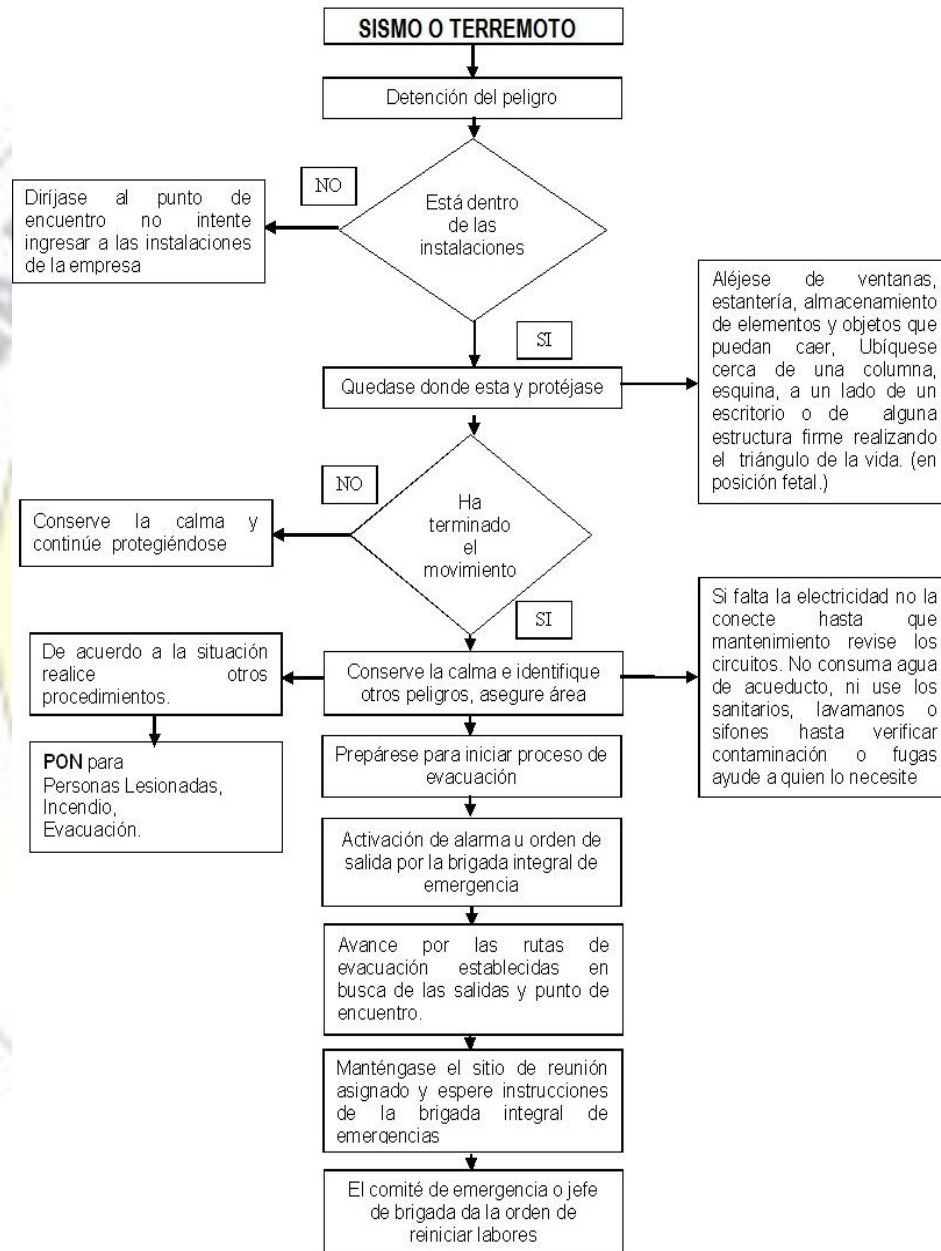 SISMO O TERREMOTO
Detención del peligro
NO
Diríjase al punto de
encuentro no intente
ingresar a las instalaciones
de la empresa
Está dentro
de las
instalaciones
SI
Quedase donde esta y protéjase
Aléjese de ventanas,
estantería, almacenamiento
de elementos y objetos que
puedan caer, Ubíquese
cerca de una columna,
esquina, a un lado de un
escritorio o de alguna
estructura firme realizando
el triángulo de la vida. (en
posición fetal.)
NO
Conserve la calma y
continúe protegiéndose
Ha
terminado
el
movimiento
SI
De acuerdo a la situación
realice otros
procedimientos.
Conserve la calma e identifique
otros peligros, asegure área
Si falta la electricidad no la
conecte hasta que
mantenimiento revise los
circuitos. No consuma agua
de acueducto, ni use los
sanitarios, lavamanos o
sifones hasta verificar
contaminación o fugas
ayude a quien lo necesite
PON para
Personas Lesionadas,
Incendio,
Evacuación.
Prepárese para iniciar proceso de
evacuación
Activación de alarma u orden de
salida por la brigada integral de
emergencia
Avance por las rutas de
evacuación establecidas en
busca de las salidas y punto de
encuentro.
Manténgase el sitio de reunión
asignado y espere instrucciones
de la brigada integral de
emergencias
El comité de emergencia o jefe
de brigada da la orden de
reiniciar labores